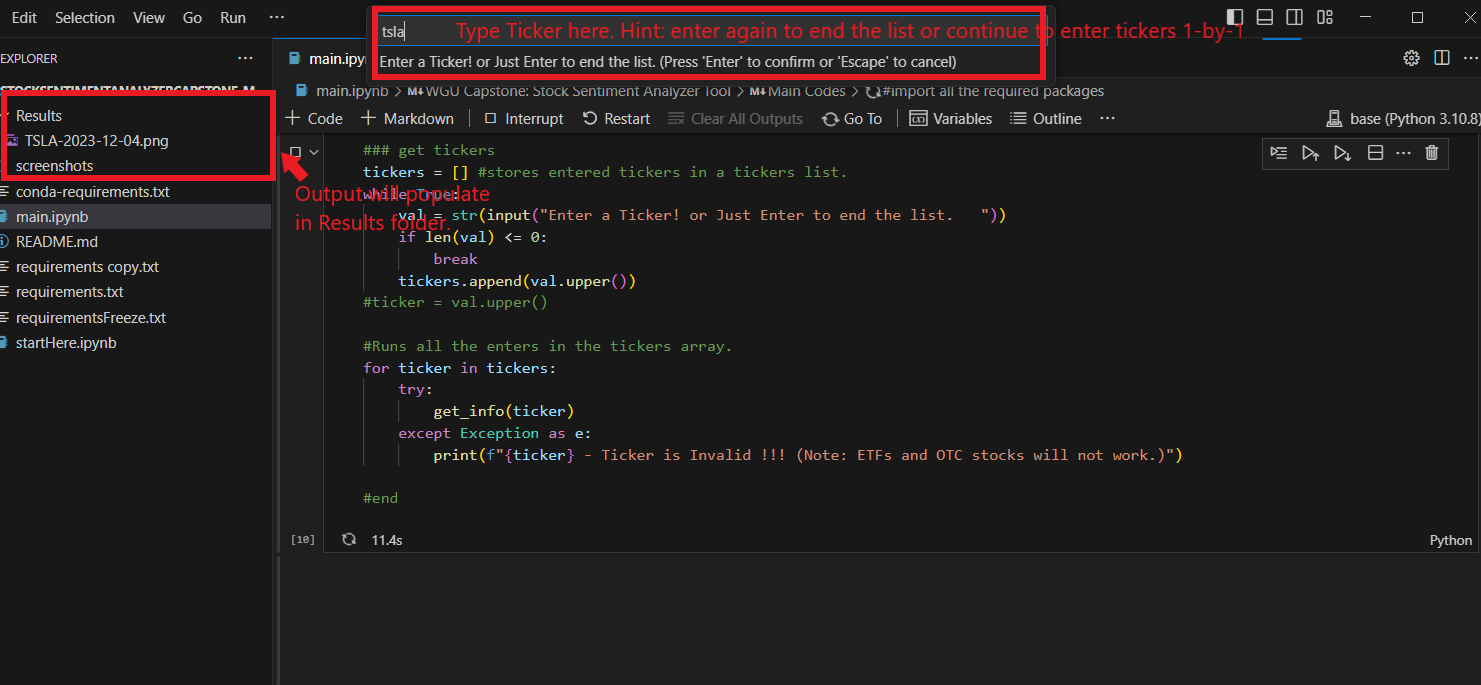 Edit Selection View Go Run ···
tsla Type Ticker here. Hint: enter again to end the list or continue to enter tickers 1-by-1
Enter a Ticker! or Just Enter to end the list. (Press 'Enter' to confirm or 'Escape' to cancel)
EXPLORER ···
main.ipy
STOCKSENTIMENTANALYZERCAPSTONE-M...
Results
TSLA-2023-12-04.png
screenshots
conda-requirements.txt
main.ipynb
README.md
requirements copy.txt
requirements.txt
requirementsFreeze.txt
startHere.ipynb
main.ipynb > M↓WGU Capstone: Stock Sentiment Analyzer Tool > M↓Main Codes > #import all the required packages
+ Code + Markdown Interrupt Restart Clear All Outputs Go To Variables Outline ··· base (Python 3.10.8)
### get tickers
tickers = [] #stores entered tickers in a tickers list.
while True:
val = str(input("Enter a Ticker! or Just Enter to end the list.   "))
if len(val) <= 0:
break
tickers.append(val.upper())
#ticker = val.upper()
#Runs all the enters in the tickers array.
for ticker in tickers:
try:
get_info(ticker)
except Exception as e:
print(f"{ticker} - Ticker is Invalid !!! (Note: ETFs and OTC stocks will not work.)")
#end
Output will populate
in Results folder.
[10] 11.4s Python